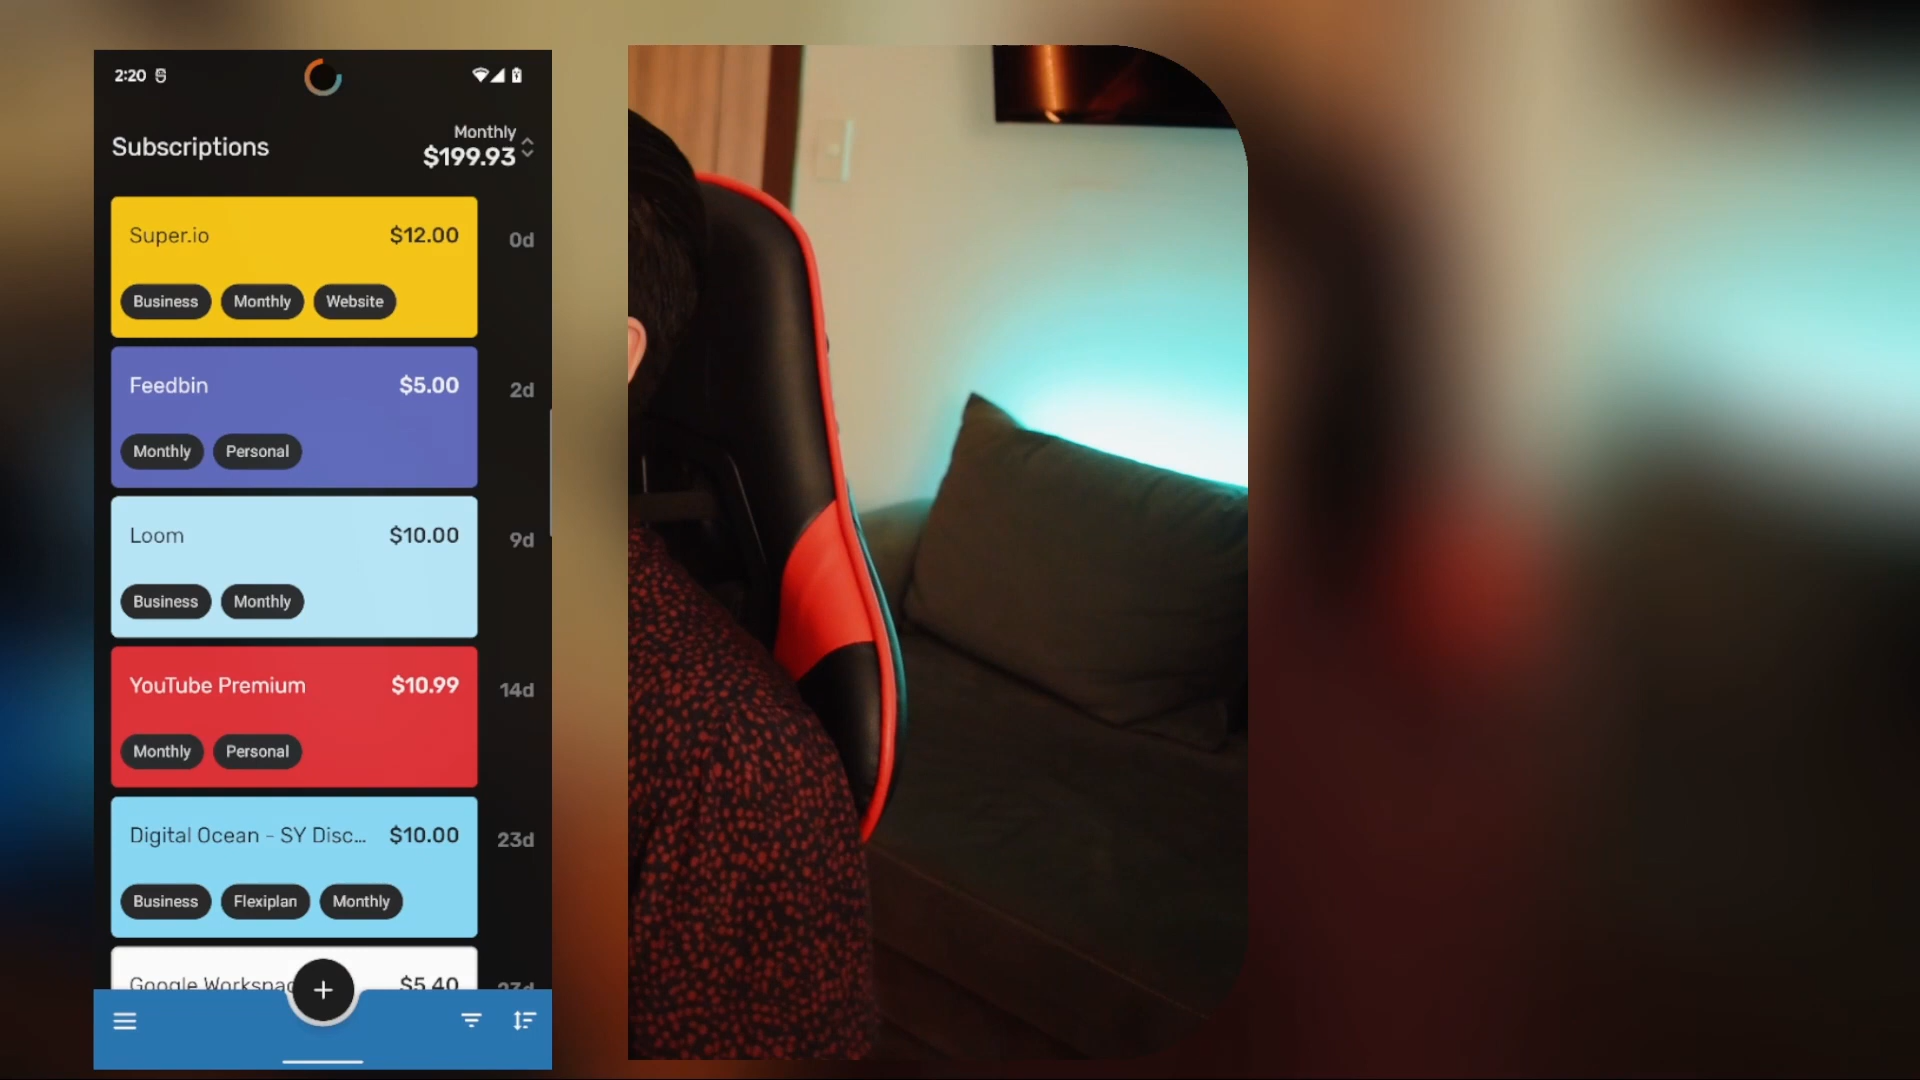 2:20
Subscriptions
Monthly
$199.93
Super.io $12.00 0d
Business Monthly Website
Feedbin $5.00 2d
Monthly Personal
Loom $10.00 9d
Business Monthly
YouTube Premium $10.99 14d
Monthly Personal
Digital Ocean - SY Disc... $10.00 23d
Business Flexiplan Monthly
Google $5.40